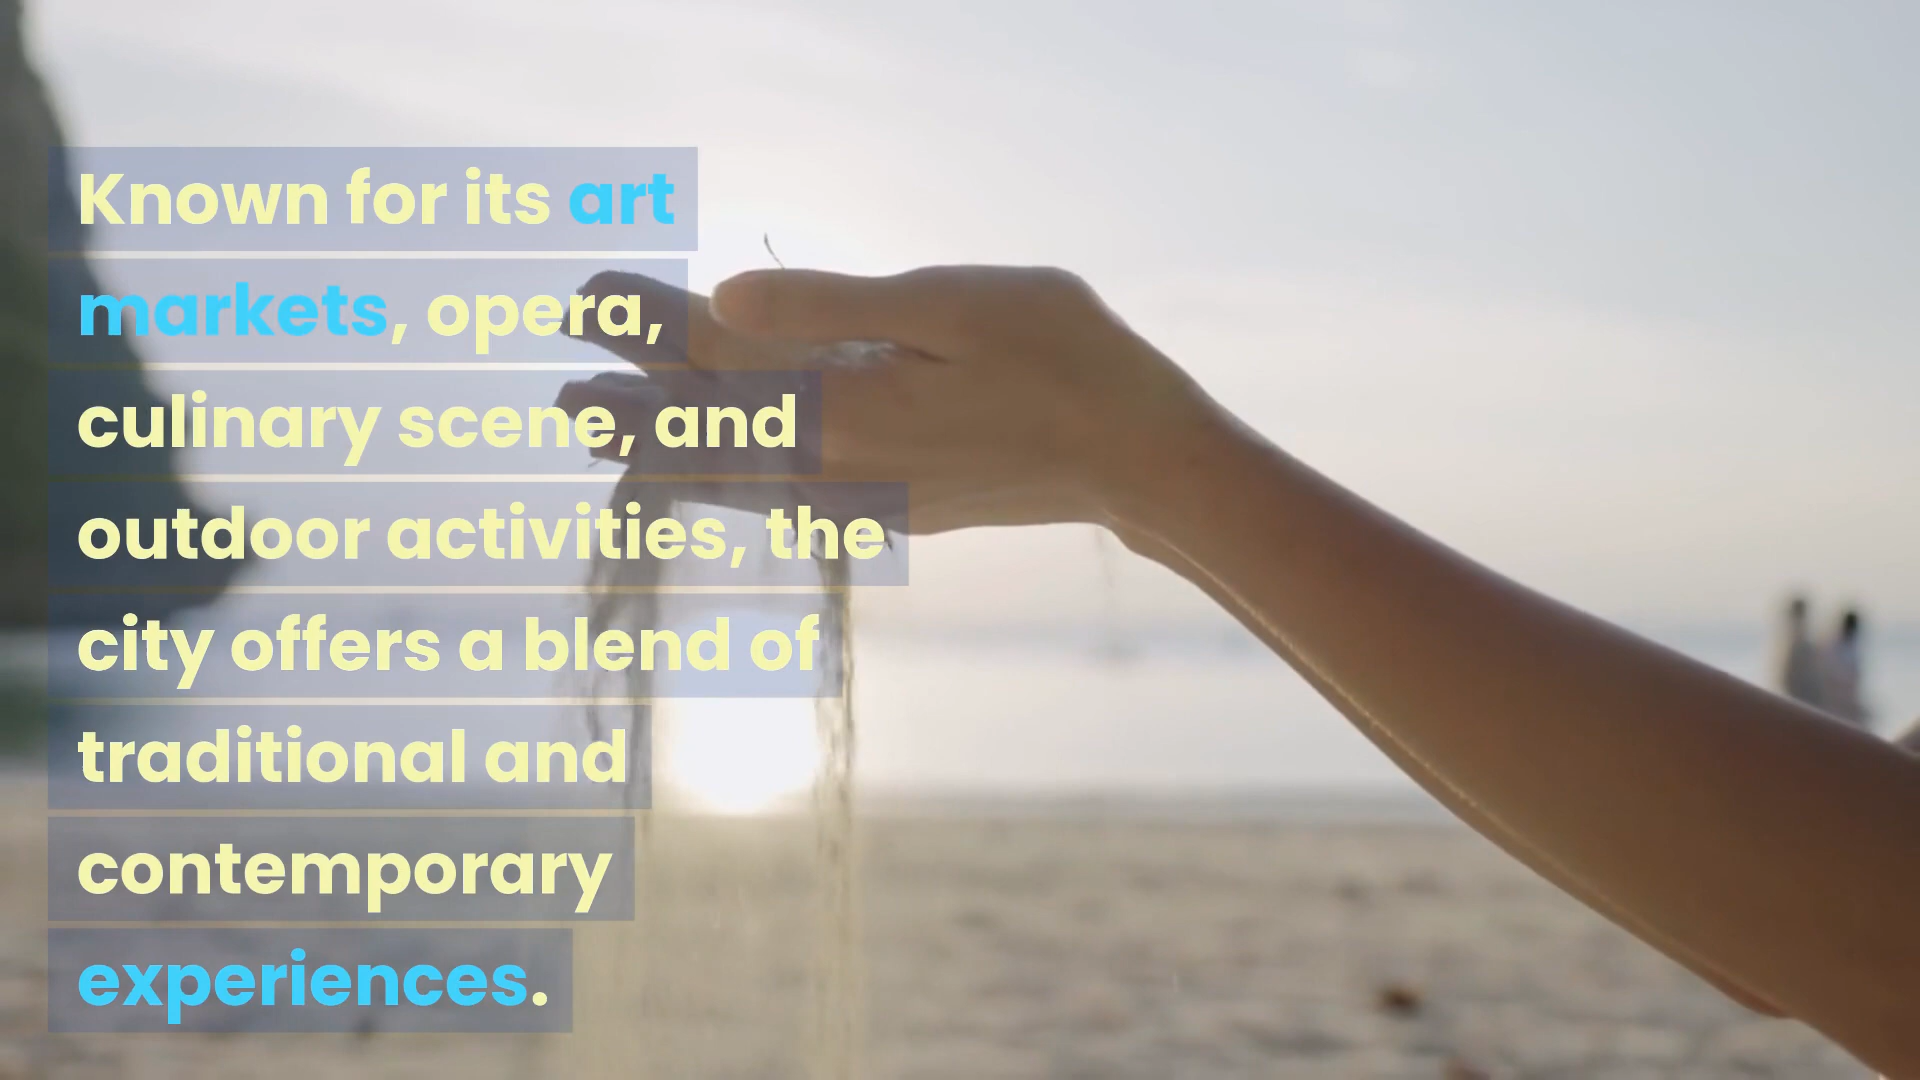 Known for its art
markets, opera,
culinary scene, and
outdoor activities, the
city offers a blend of
traditional and
contemporary
experiences.